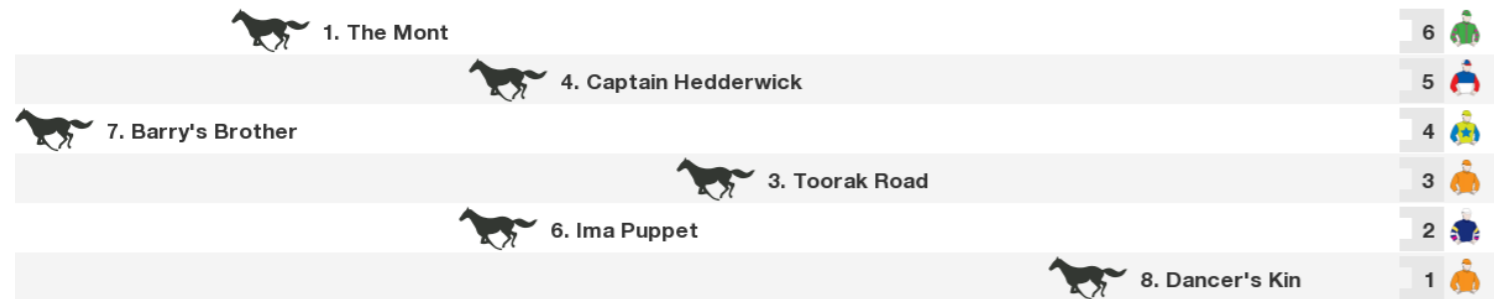 1. The Mont 6
4. Captain Hedderwick 5
7. Barry's Brother 4
3. Toorak Road 3
6. Ima Puppet 2
8. Dancer's Kin 1